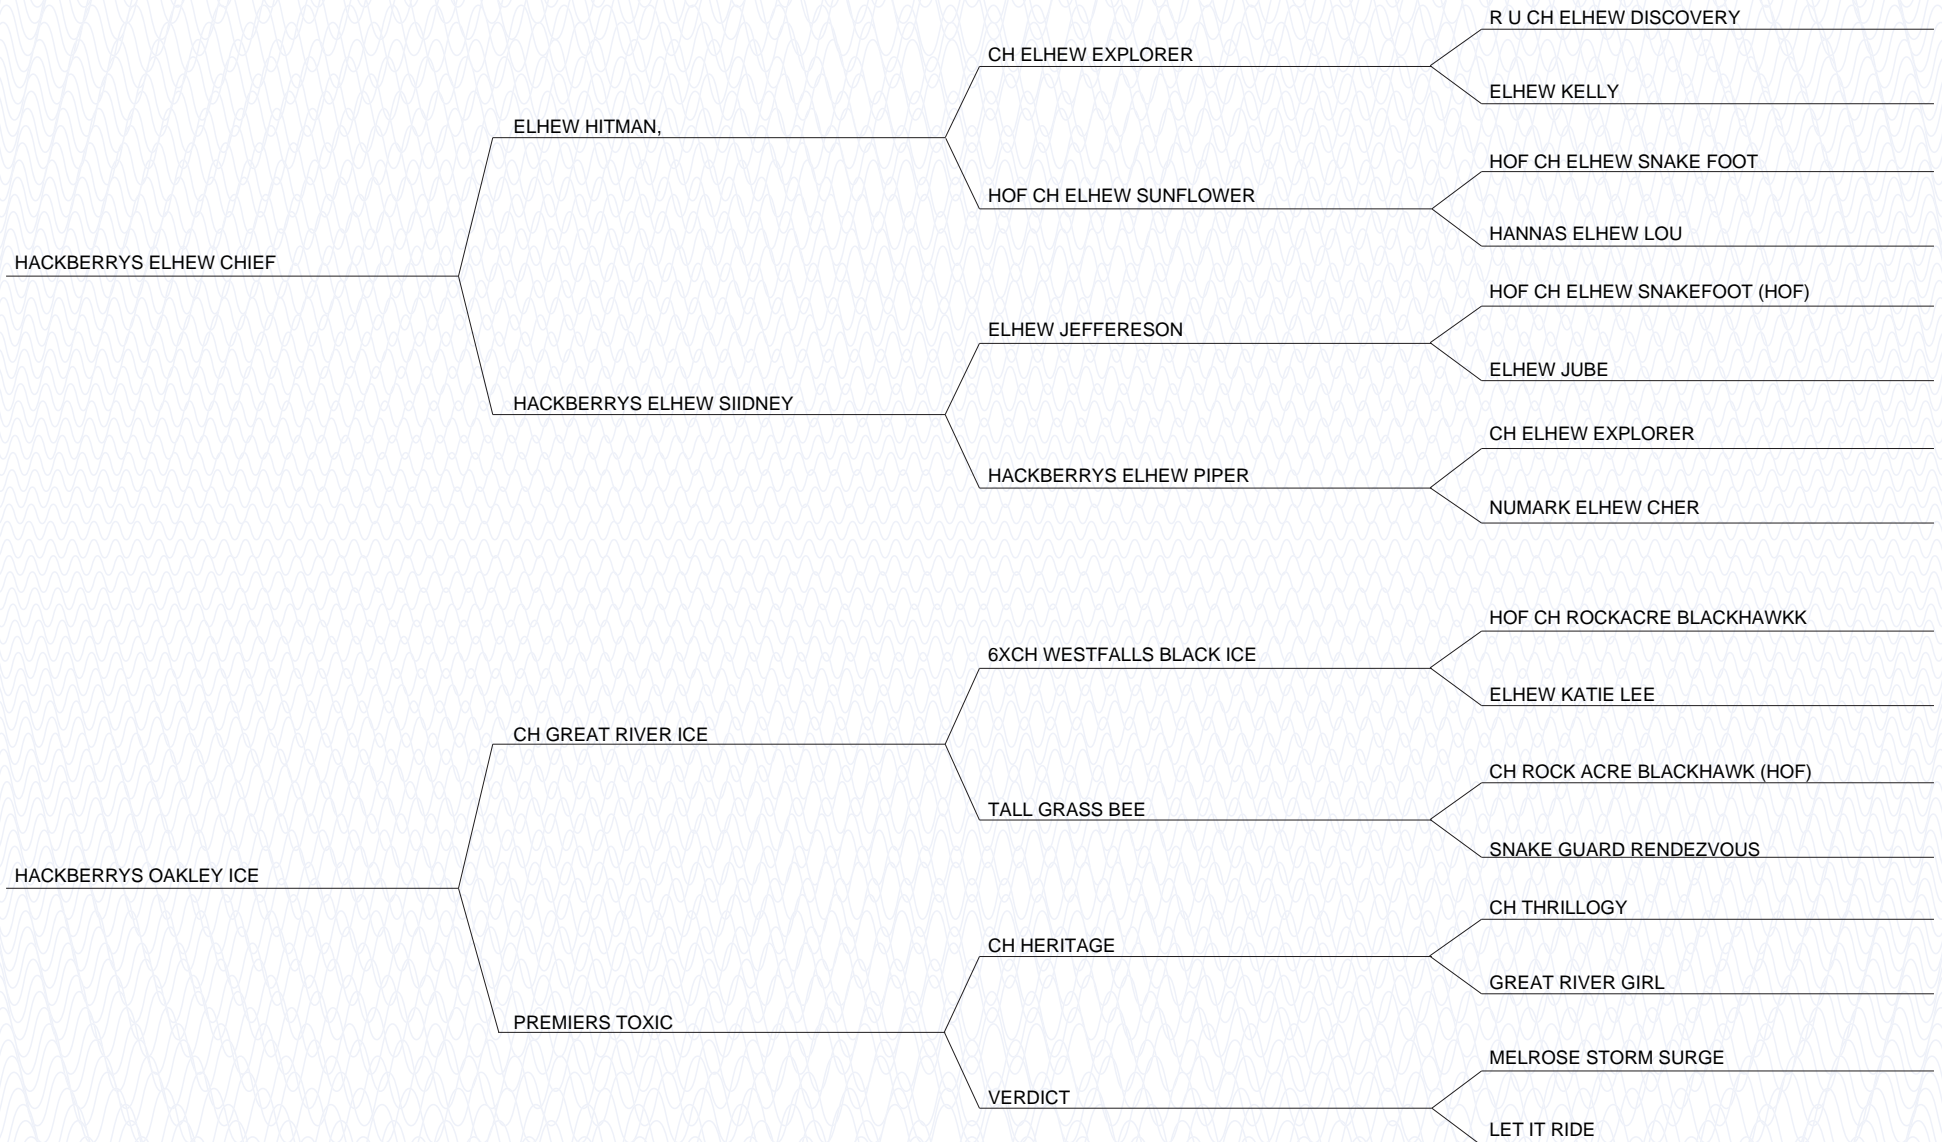 R U CH ELHEW DISCOVERY
CH ELHEW EXPLORER
ELHEW KELLY
ELHEW HITMAN,
HOF CH ELHEW SNAKE FOOT
HOF CH ELHEW SUNFLOWER
HANNAS ELHEW LOU
HACKBERRYS ELHEW CHIEF
HOF CH ELHEW SNAKEFOOT (HOF)
ELHEW JEFFERESON
ELHEW JUBE
HACKBERRYS ELHEW SIIDNEY
CH ELHEW EXPLORER
HACKBERRYS ELHEW PIPER
NUMARK ELHEW CHER
HOF CH ROCKACRE BLACKHAWKK
6XCH WESTFALLS BLACK ICE
ELHEW KATIE LEE
CH GREAT RIVER ICE
CH ROCK ACRE BLACKHAWK (HOF)
TALL GRASS BEE
SNAKE GUARD RENDEZVOUS
HACKBERRYS OAKLEY ICE
CH THRILLOGY
CH HERITAGE
GREAT RIVER GIRL
PREMIERS TOXIC
MELROSE STORM SURGE
VERDICT
LET IT RIDE